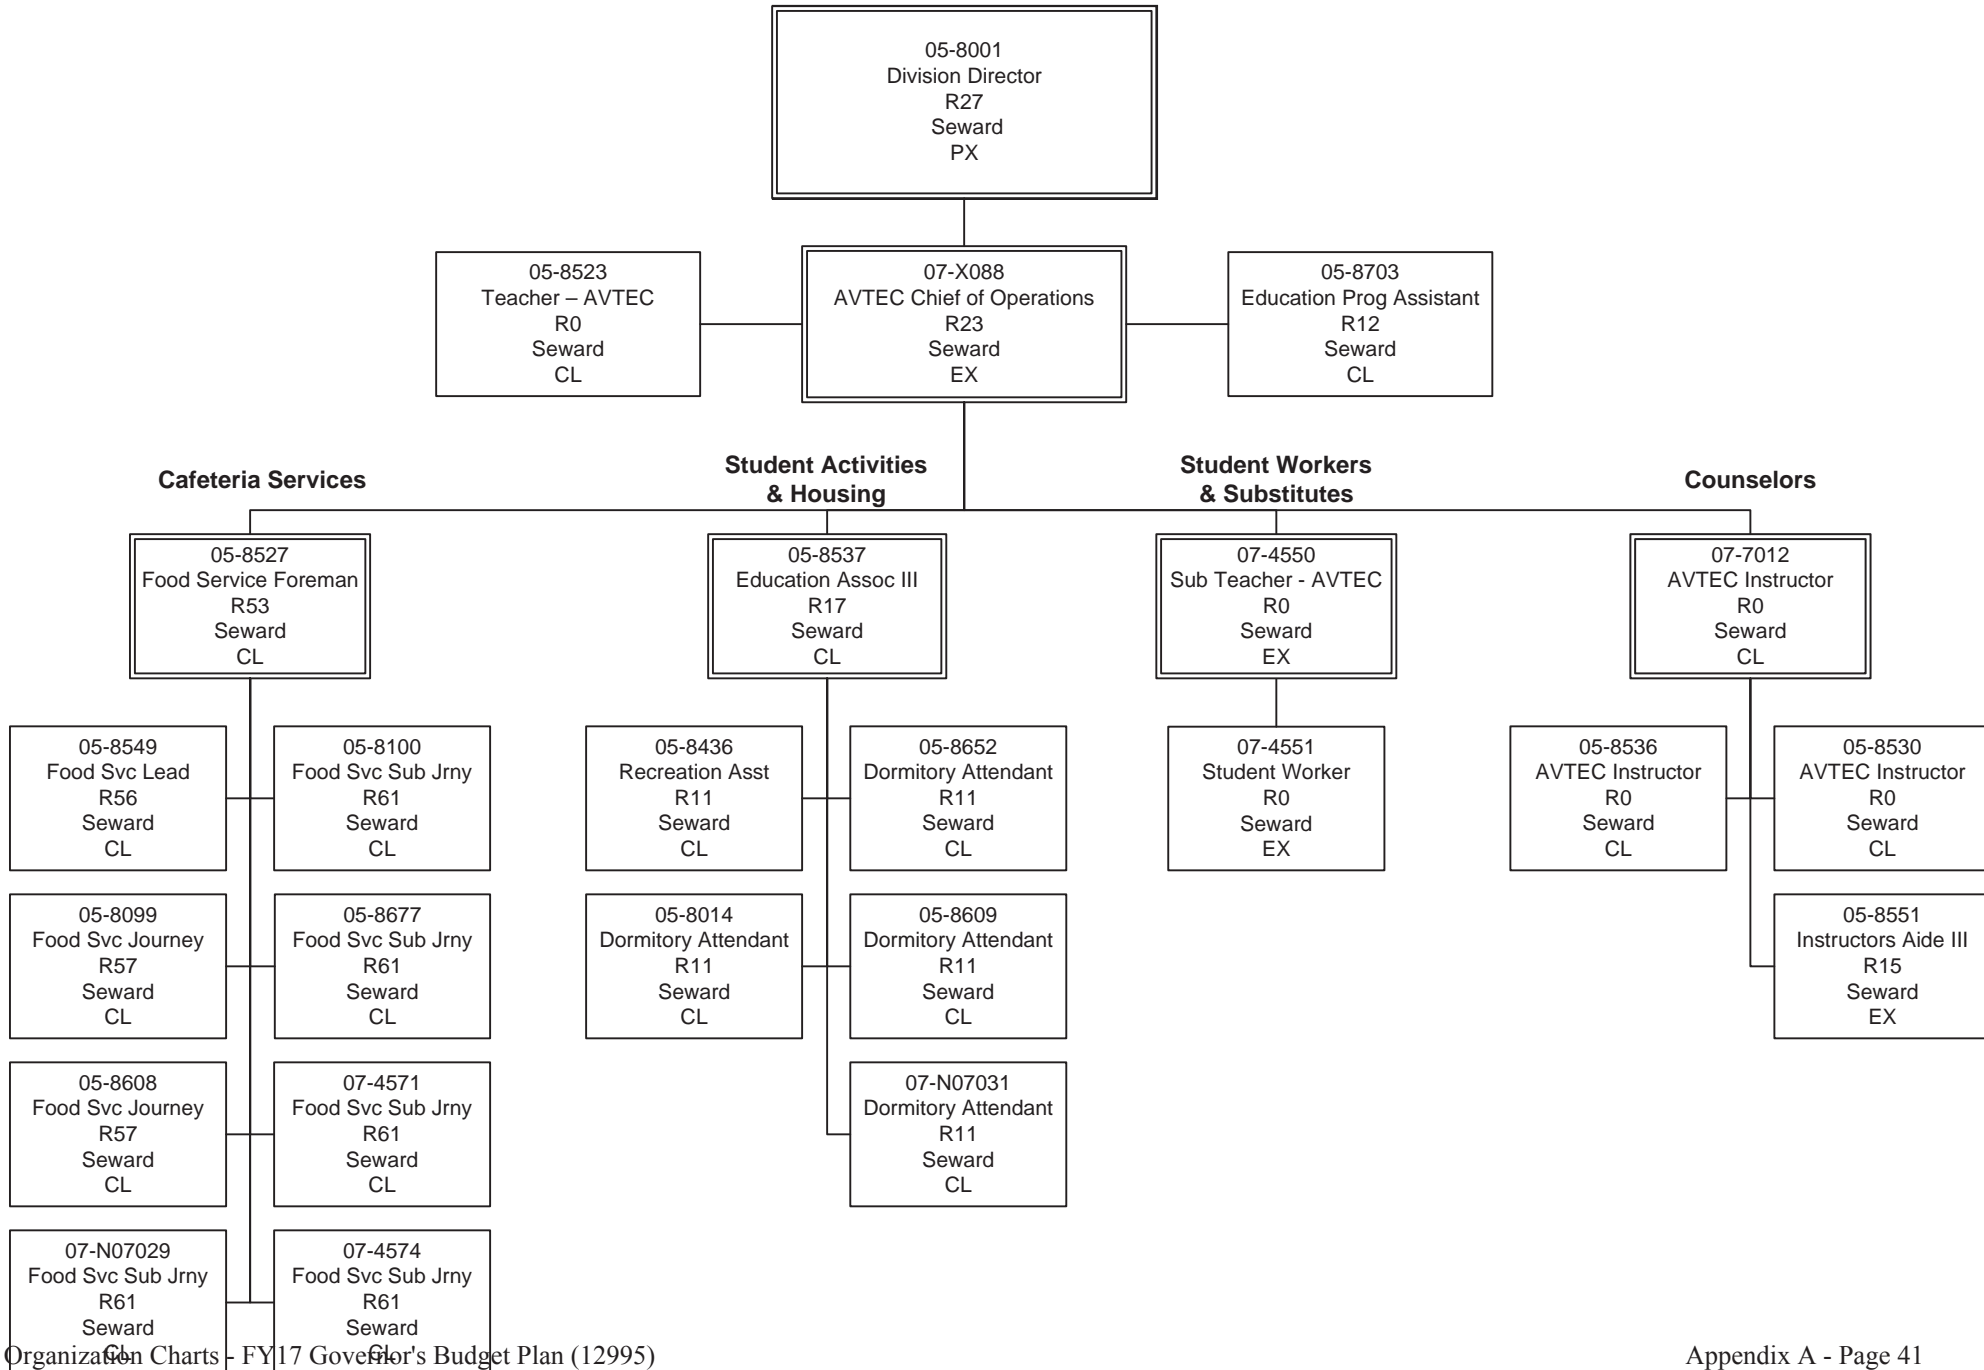 05-8001
Division Director
R27
Seward
PX
05-8523
Teacher – AVTEC
R0
Seward
CL
07-X088
AVTEC Chief of Operations
R23
Seward
EX
05-8703
Education Prog Assistant
R12
Seward
CL
Cafeteria Services
Student Activities
& Housing
Student Workers
& Substitutes
Counselors
05-8527
Food Service Foreman
R53
Seward
CL
05-8537
Education Assoc III
R17
Seward
CL
07-4550
Sub Teacher - AVTEC
R0
Seward
EX
07-7012
AVTEC Instructor
R0
Seward
CL
05-8549
Food Svc Lead
R56
Seward
CL
05-8100
Food Svc Sub Jrny
R61
Seward
CL
05-8436
Recreation Asst
R11
Seward
CL
05-8652
Dormitory Attendant
R11
Seward
CL
07-4551
Student Worker
R0
Seward
EX
05-8536
AVTEC Instructor
R0
Seward
CL
05-8530
AVTEC Instructor
R0
Seward
CL
05-8099
Food Svc Journey
R57
Seward
CL
05-8677
Food Svc Sub Jrny
R61
Seward
CL
05-8014
Dormitory Attendant
R11
Seward
CL
05-8609
Dormitory Attendant
R11
Seward
CL
05-8551
Instructors Aide III
R15
Seward
EX
05-8608
Food Svc Journey
R57
Seward
CL
07-4571
Food Svc Sub Jrny
R61
Seward
CL
07-N07031
Dormitory Attendant
R11
Seward
CL
07-N07029
Food Svc Sub Jrny
R61
Seward
CL
07-4574
Food Svc Sub Jrny
R61
Seward
CL
Organization Charts - FY17 Governor's Budget Plan (12995)
Appendix A - Page 41